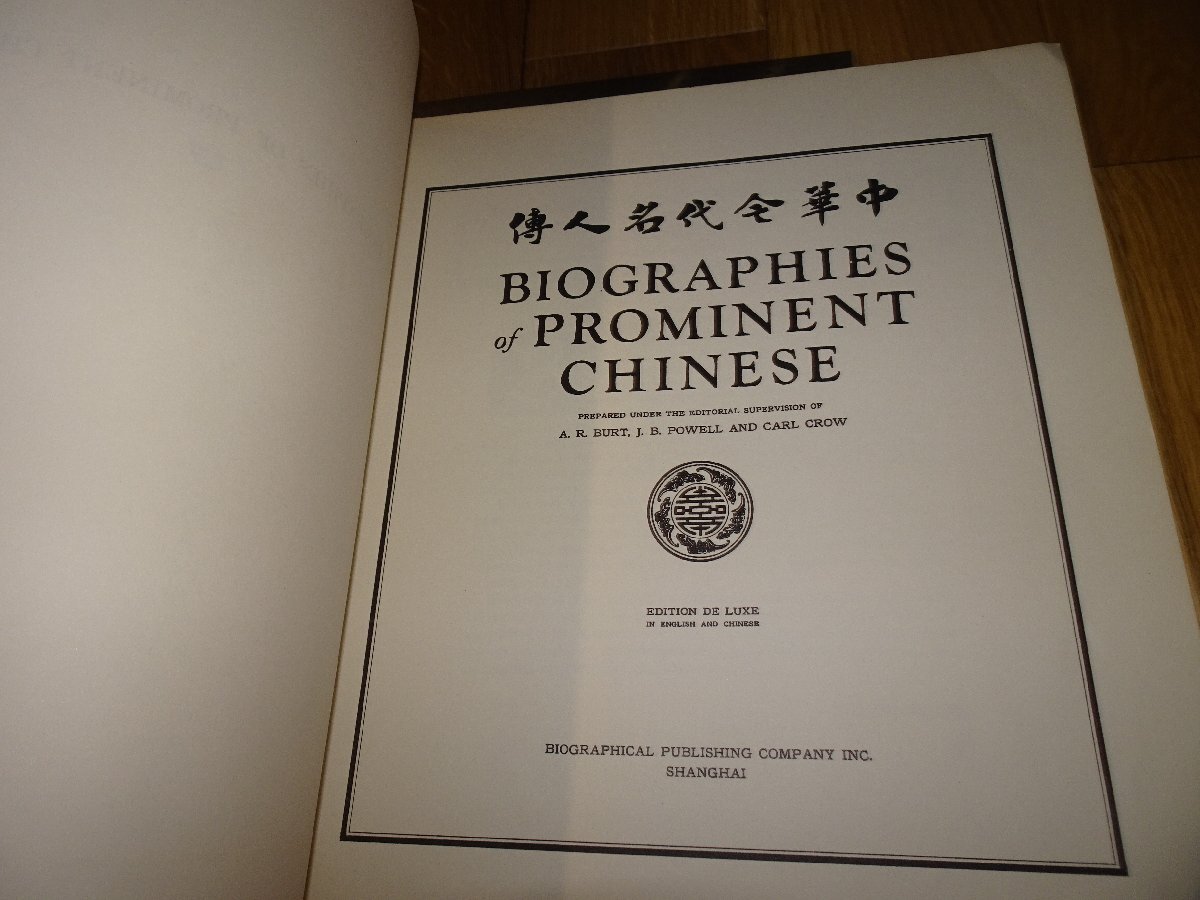 中華今代名人傳
BIOGRAPHIES
of PROMINENT
CHINESE
PREPARED UNDER THE EDITORIAL SUPERVISION OF
A. R. BURT, J. B. POWELL AND CARL CROW
EDITION DE LUXE
IN ENGLISH AND CHINESE
BIOGRAPHICAL PUBLISHING COMPANY INC.
SHANGHAI